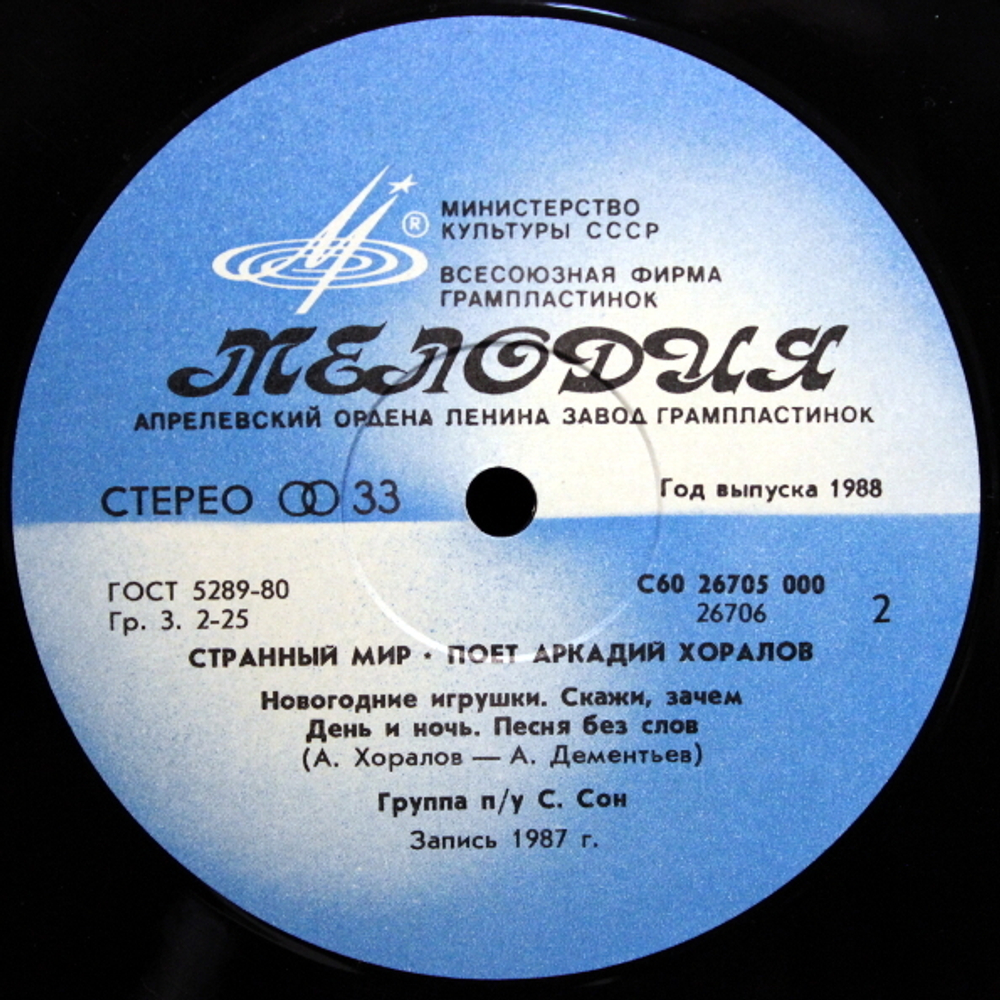 ®
МИНИСТЕРСТВО
КУЛЬТУРЫ СССР
ВСЕСОЮЗНАЯ ФИРМА
ГРАМПЛАСТИНОК
МЕЛОДИЯ
АПРЕЛЕВСКИЙ ОРДЕНА ЛЕНИНА ЗАВОД ГРАМПЛАСТИНОК
СТЕРЕО 33
Год выпуска 1988
ГОСТ 5289-80
Гр. 3. 2-25
С60 26705 000
26706
2
СТРАННЫЙ МИР · ПОЕТ АРКАДИЙ ХОРАЛОВ
Новогодние игрушки. Скажи, зачем
День и ночь. Песня без слов
(А. Хоралов — А. Дементьев)
Группа п/у С. Сон
Запись 1987 г.